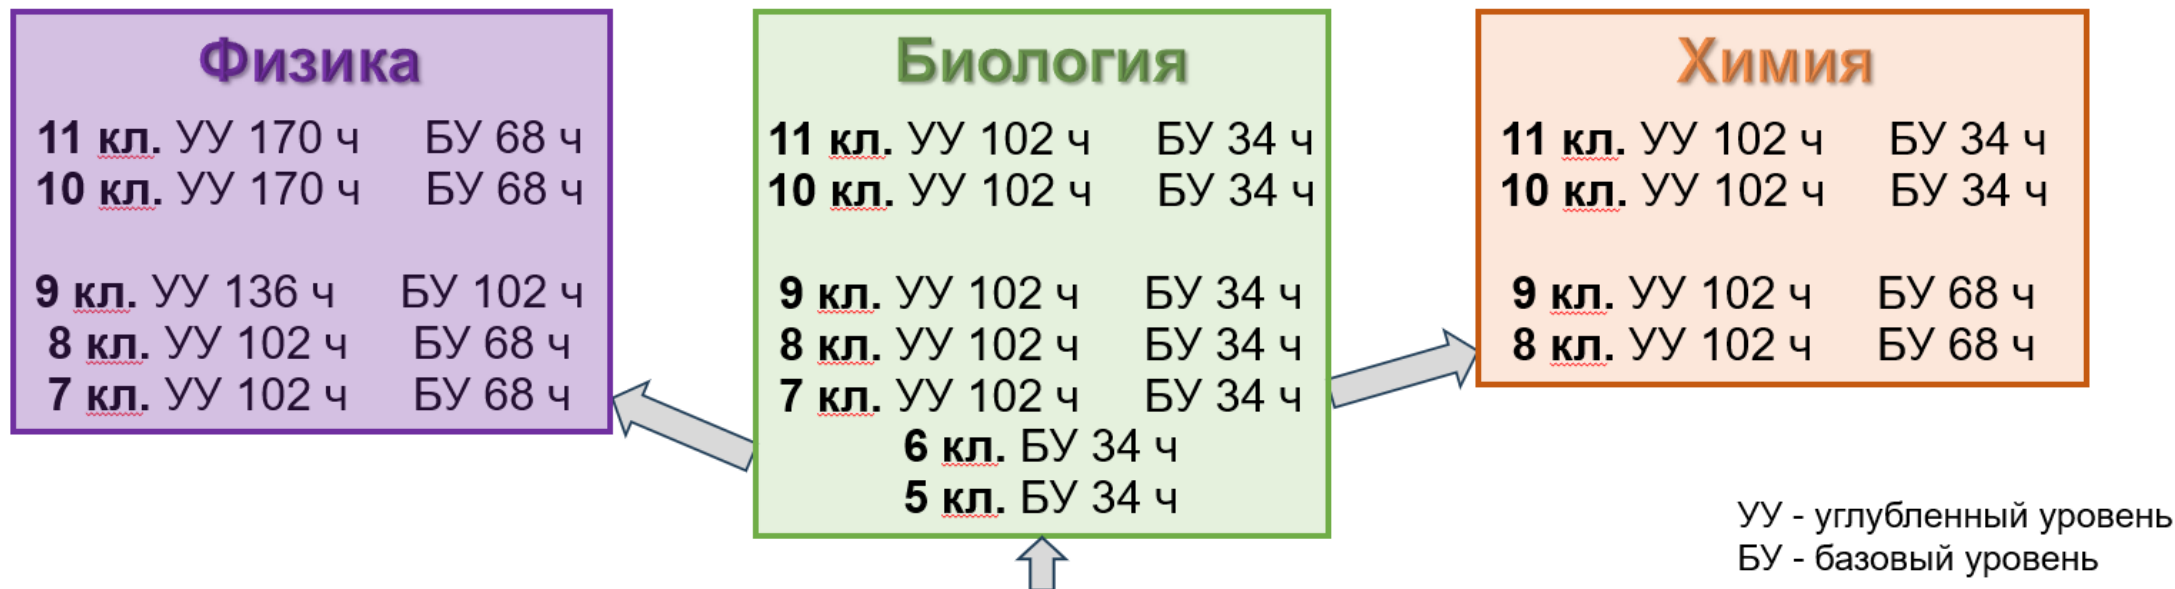 Физика
11 кл. УУ 170 ч БУ 68 ч
10 кл. УУ 170 ч БУ 68 ч
9 кл. УУ 136 ч БУ 102 ч
8 кл. УУ 102 ч БУ 68 ч
7 кл. УУ 102 ч БУ 68 ч
Биология
11 кл. УУ 102 ч БУ 34 ч
10 кл. УУ 102 ч БУ 34 ч
9 кл. УУ 102 ч БУ 34 ч
8 кл. УУ 102 ч БУ 34 ч
7 кл. УУ 102 ч БУ 34 ч
6 кл. БУ 34 ч
5 кл. БУ 34 ч
Химия
11 кл. УУ 102 ч БУ 34 ч
10 кл. УУ 102 ч БУ 34 ч
9 кл. УУ 102 ч БУ 68 ч
8 кл. УУ 102 ч БУ 68 ч
УУ - углубленный уровень
БУ - базовый уровень